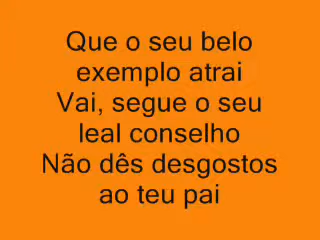 Que o seu belo
exemplo atrai
Vai, segue o seu
leal conselho
Não dês desgostos
ao teu pai